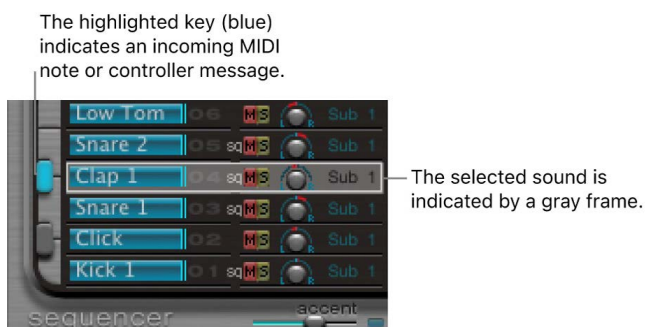 The highlighted key (blue)
indicates an incoming MIDI
note or controller message.
Low Tom 06 M S L R Sub 1
Snare 2 05 sq M S L R Sub 1
Clap 1 04 sq M S L R Sub 1
The selected sound is
indicated by a gray frame.
Snare 1 03 sq M S L R Sub 1
Click 02 M S L R Sub 1
Kick 1 01 sq M S L R Sub 1
sequencer
accent